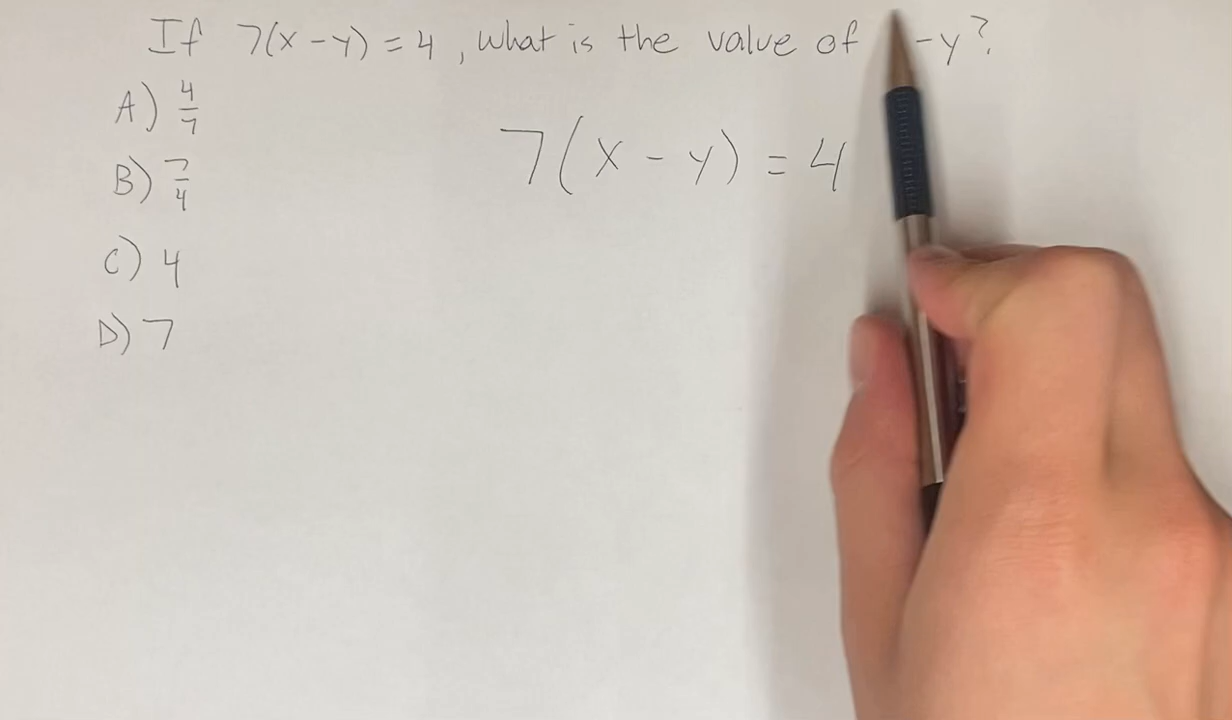 If 7(x-y)=4, what is the value of -y?
A) 4/7
7(x-y)=4
B) 7/4
C) 4
D) 7